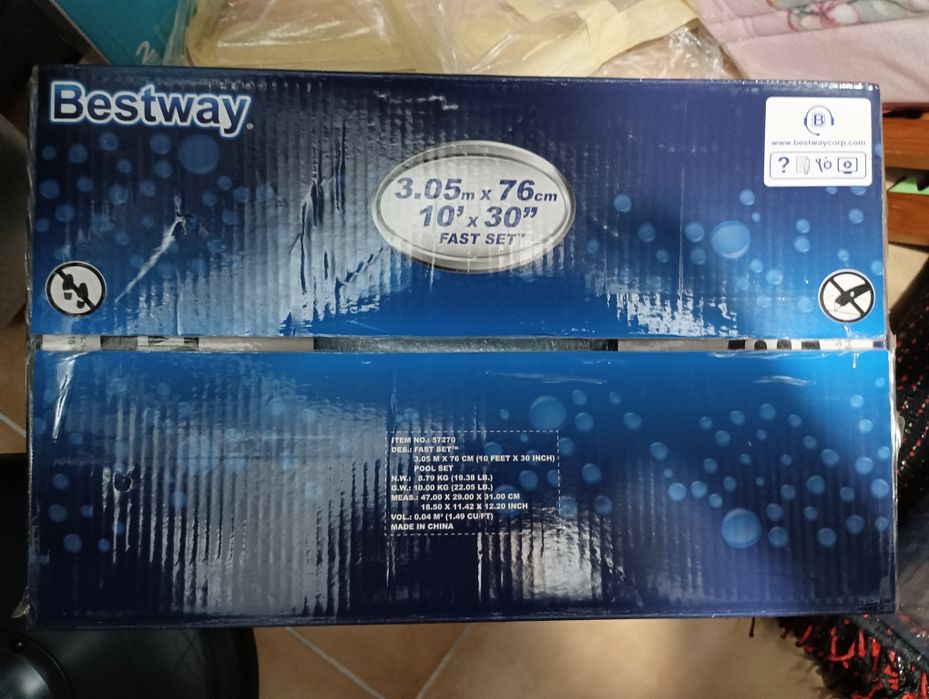 Bestway®
B
www.bestwaycorp.com
?
3.05m x 76cm
10' x 30"
FAST SET™
ITEM NO.: 57270
DES.: FAST SET™
3.05 M X 76 CM (10 FEET X 30 INCH)
POOL SET
N.W.: 8.79 KG (19.38 LB.)
G.W.: 10.00 KG (22.05 LB.)
MEAS.: 47.00 X 29.00 X 31.00 CM
18.50 X 11.42 X 12.20 INCH
VOL.: 0.04 M³ (1.49 CU/FT)
MADE IN CHINA